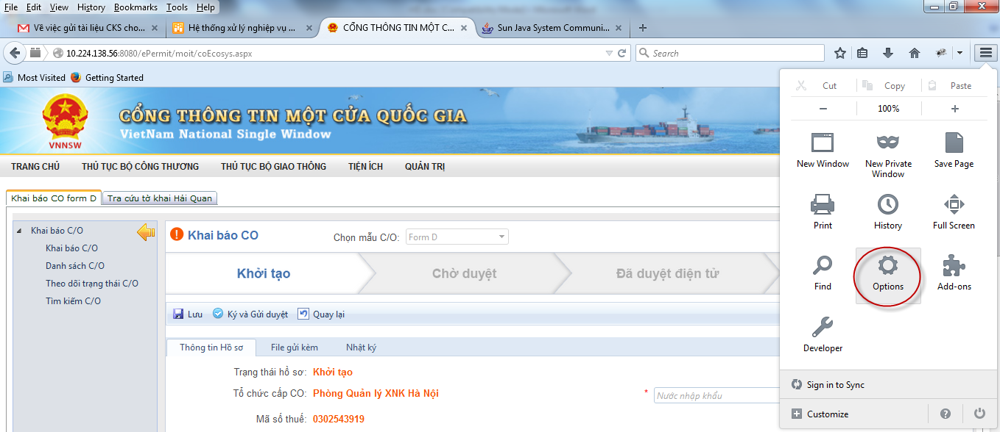 File Edit View History Bookmarks Tools Help
Về việc gửi tài liệu CKS cho...
Hệ thống xử lý nghiệp vụ ...
CỔNG THÔNG TIN MỘT C...
Sun Java System Communi...
10.224.138.56:8080/ePermit/moit/coEcosys.aspx
Search
Most Visited
Getting Started
VNNSW
CỔNG THÔNG TIN MỘT CỬA QUỐC GIA
VietNam National Single Window
TRANG CHỦ
THỦ TỤC BỘ CÔNG THƯƠNG
THỦ TỤC BỘ GIAO THÔNG
TIỆN ÍCH
QUẢN TRỊ
Khai báo CO form D
Tra cứu tờ khai Hải Quan
Khai báo C/O
Khai báo C/O
Danh sách C/O
Theo dõi trạng thái C/O
Tìm kiếm C/O
Khai báo CO
Chọn mẫu C/O:
Form D
Khởi tạo
Chờ duyệt
Đã duyệt điện tử
Lưu
Ký và Gửi duyệt
Quay lại
Thông tin Hồ sơ
File gửi kèm
Nhật ký
Trạng thái hồ sơ: Khởi tạo
Tổ chức cấp CO: Phòng Quản lý XNK Hà Nội
* Nước nhập khẩu
Mã số thuế: 0302543919
Cut
Copy
Paste
− 100% +
New Window
New Private
Window
Save Page
Print
History
Full Screen
Find
Options
Add-ons
Developer
Sign in to Sync
Customize